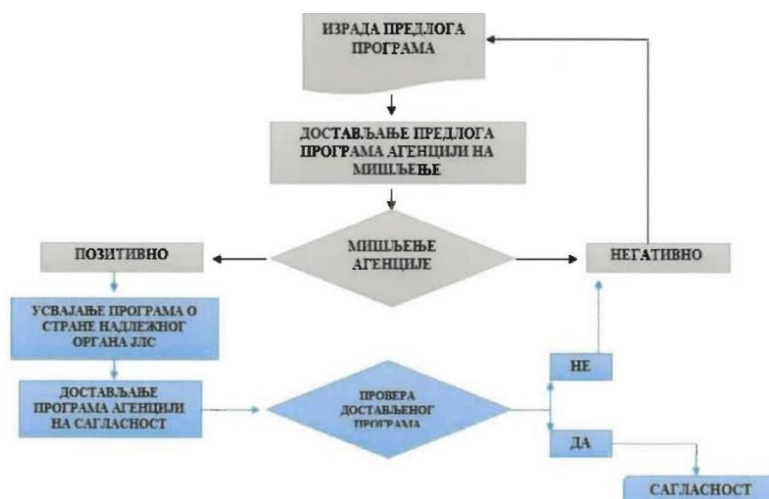 ИЗРАДА ПРЕДЛОГА
ПРОГРАМА
ДОСТАВЉАЊЕ ПРЕДЛОГА
ПРОГРАМА АГЕНЦИЈИ НА
МИШЉЕЊЕ
МИШЉЕЊЕ
АГЕНЦИЈЕ
ПОЗИТИВНО
НЕГАТИВНО
УСВАЈАЊЕ ПРОГРАМА О
СТРАНЕ НАДЛЕЖНОГ
ОРГАНА ЈЛС
ДОСТАВЉАЊЕ
ПРОГРАМА АГЕНЦИЈИ
НА САГЛАСНОСТ
ПРОВЕРА
ДОСТАВЉЕНОГ
ПРОГРАМА
НЕ
ДА
САГЛАСНОСТ